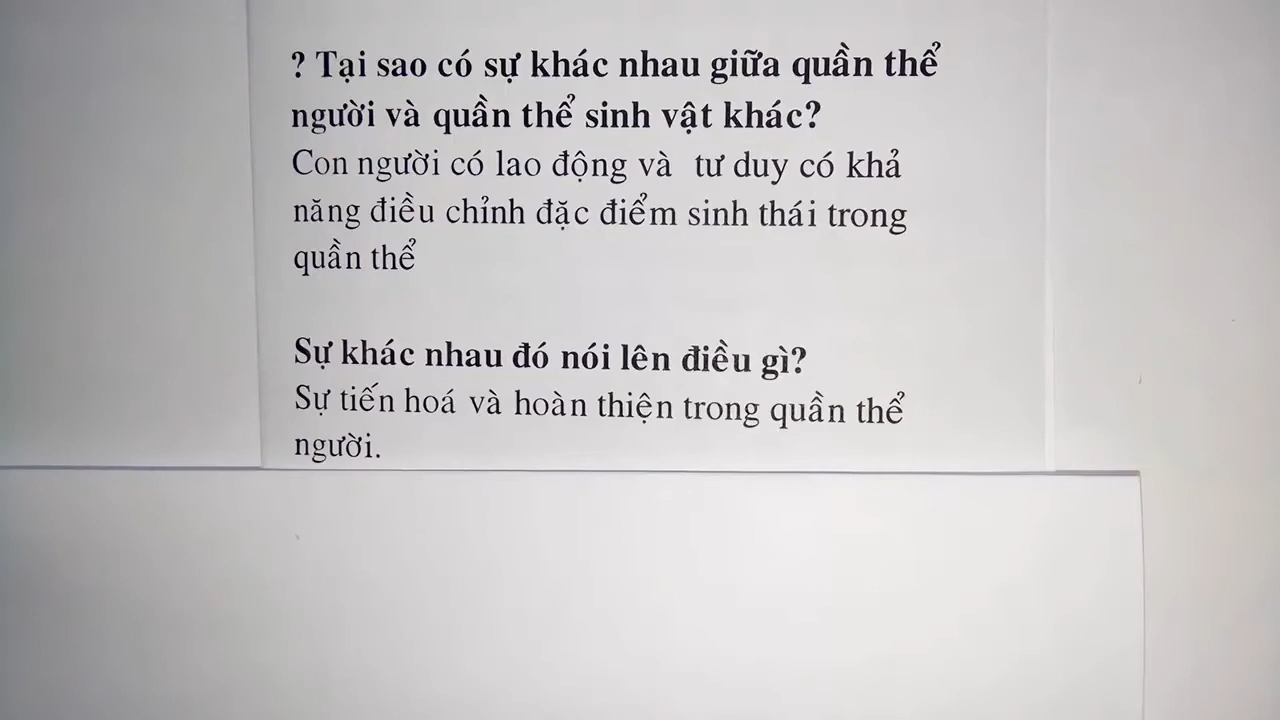 ? Tại sao có sự khác nhau giữa quần thể
người và quần thể sinh vật khác?
Con người có lao động và tư duy có khả
năng điều chỉnh đặc điểm sinh thái trong
quần thể
Sự khác nhau đó nói lên điều gì?
Sự tiến hoá và hoàn thiện trong quần thể
người.